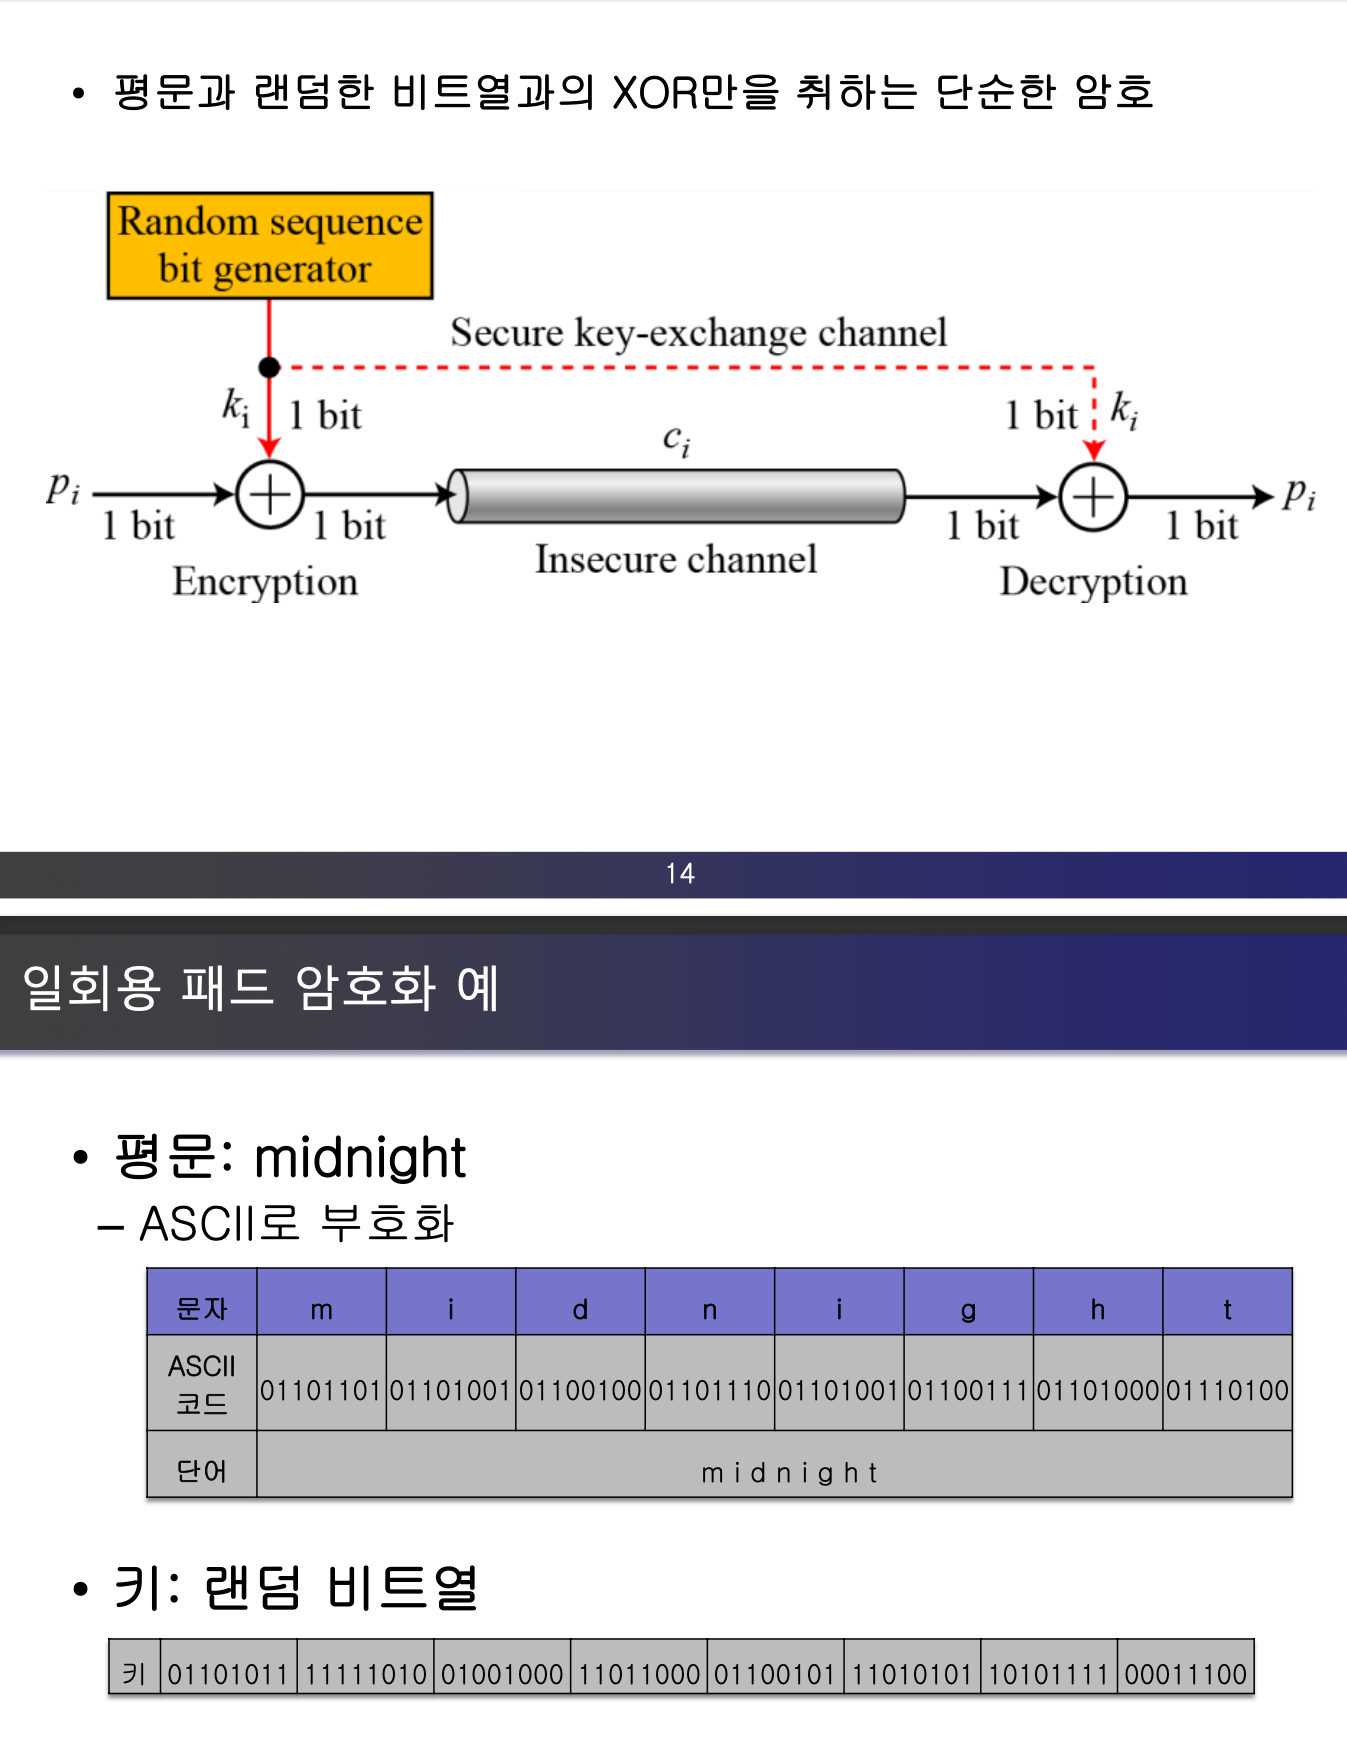 • 평문과 랜덤한 비트열과의 XOR만을 취하는 단순한 암호
Random sequence
bit generator
Secure key-exchange channel
ki 1 bit
1 bit ki
ci
pi
pi
1 bit
1 bit
1 bit
1 bit
Insecure channel
Encryption
Decryption
14
일회용 패드 암호화 예
• 평문: midnight
– ASCII로 부호화
문자 m i d n i g h t
ASCII
코드 01101101 01101001 01100100 01101110 01101001 01100111 01101000 01110100
단어 m i d n i g h t
• 키: 랜덤 비트열
키 01101011 11111010 01001000 11011000 01100101 11010101 10101111 00011100